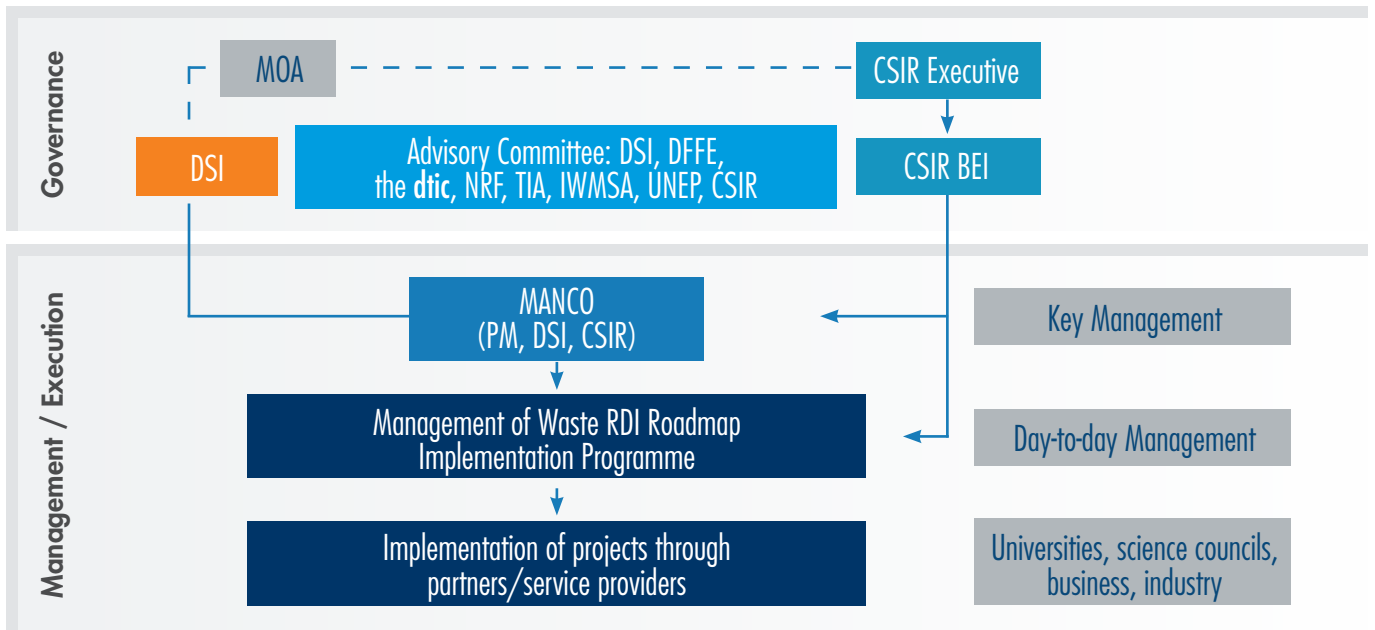 Governance
MOA
CSIR Executive
DSI
Advisory Committee: DSI, DFFE,
the dtic, NRF, TIA, IWMSA, UNEP, CSIR
CSIR BEI
Management / Execution
MANCO
(PM, DSI, CSIR)
Key Management
Management of Waste RDI Roadmap
Implementation Programme
Day-to-day Management
Implementation of projects through
partners/service providers
Universities, science councils,
business, industry